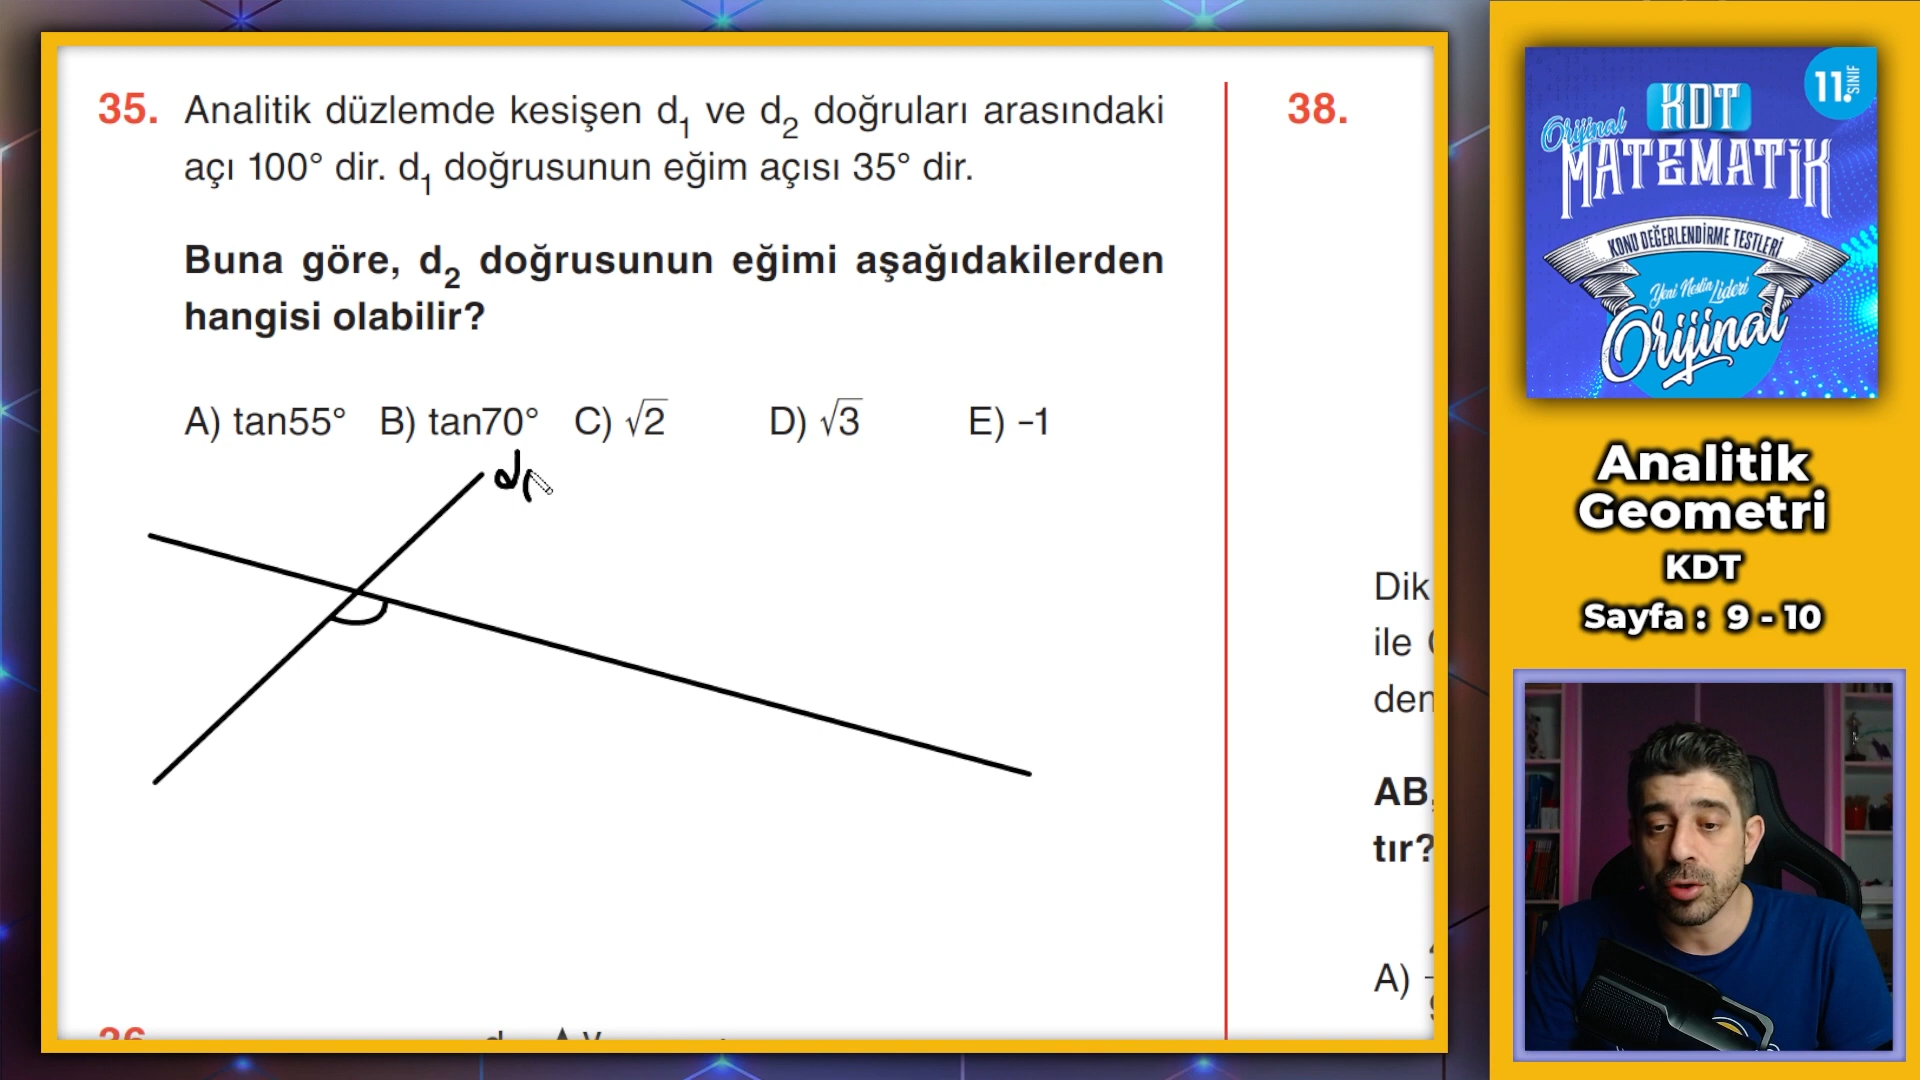 35. Analitik düzlemde kesişen d₁ ve d₂ doğruları arasındaki
açı 100° dir. d₁ doğrusunun eğim açısı 35° dir.
Buna göre, d₂ doğrusunun eğimi aşağıdakilerden
hangisi olabilir?
A) tan55° B) tan70° C) √2 D) √3 E) –1
d₁
38.
Dik
ile
den
AB,
tır?
A)
36
d
y
11. SINIF
Orijinal
KDT
MATEMATİK
KONU DEĞERLENDİRME TESTLERİ
Yeni Neslin Lideri
Orijinal
Analitik
Geometri
KDT
Sayfa : 9 - 10